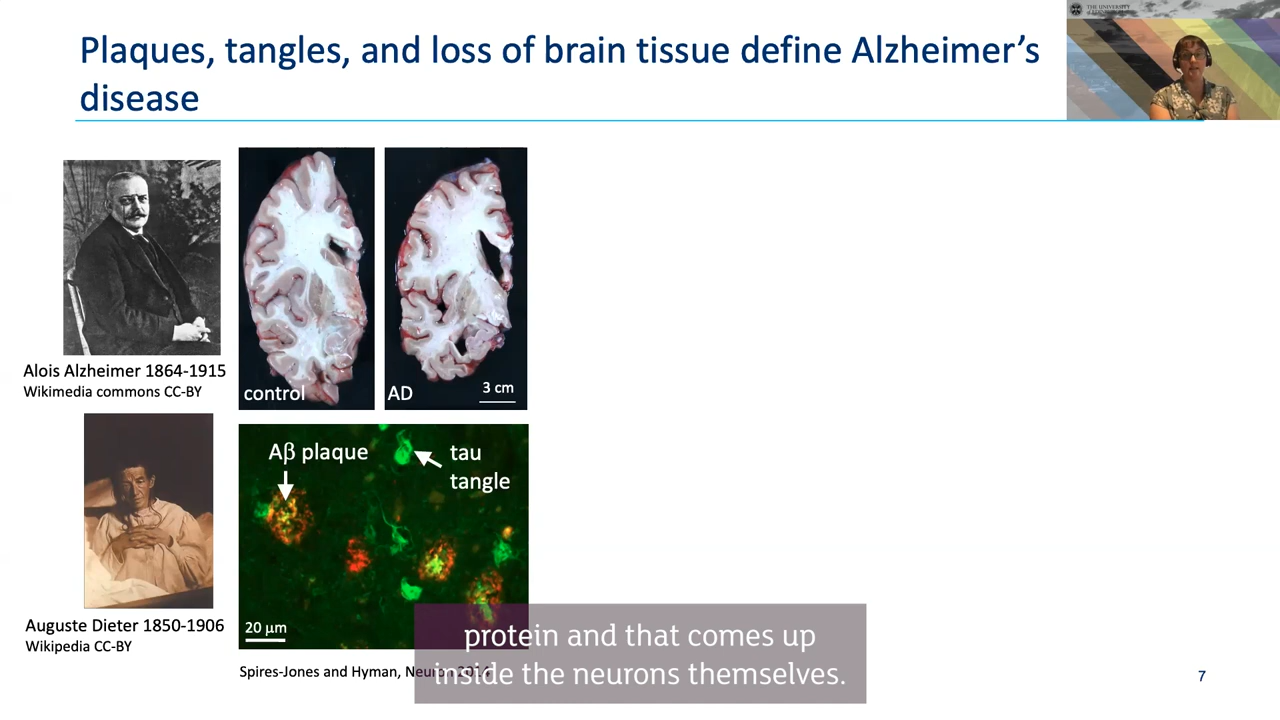 Plaques, tangles, and loss of brain tissue define Alzheimer's
disease
THE UNIVERSITY
Alois Alzheimer 1864-1915
Wikimedia commons CC-BY
control
AD
3 cm
Aβ plaque
tau
tangle
20 μm
Auguste Dieter 1850-1906
Wikipedia CC-BY
Spires-Jones and Hyman, Neuron 2014
protein and that comes up
inside the neurons themselves.
7